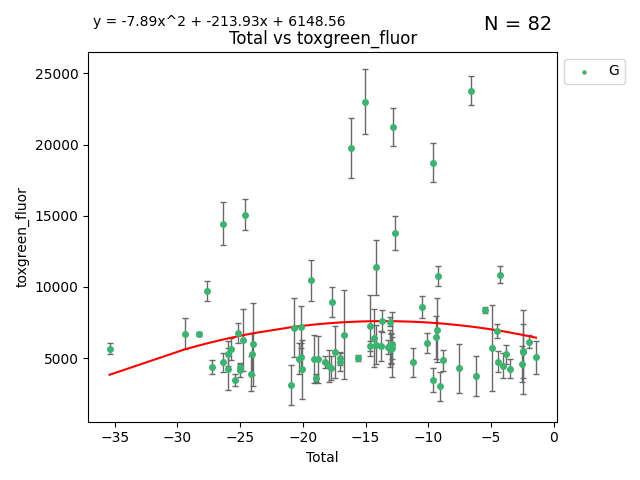 y = -7.89x^2 + -213.93x + 6148.56
N = 82
Total vs toxgreen_fluor
G
toxgreen_fluor
25000
20000
15000
10000
5000
−35 −30 −25 −20 −15 −10 −5 0
Total